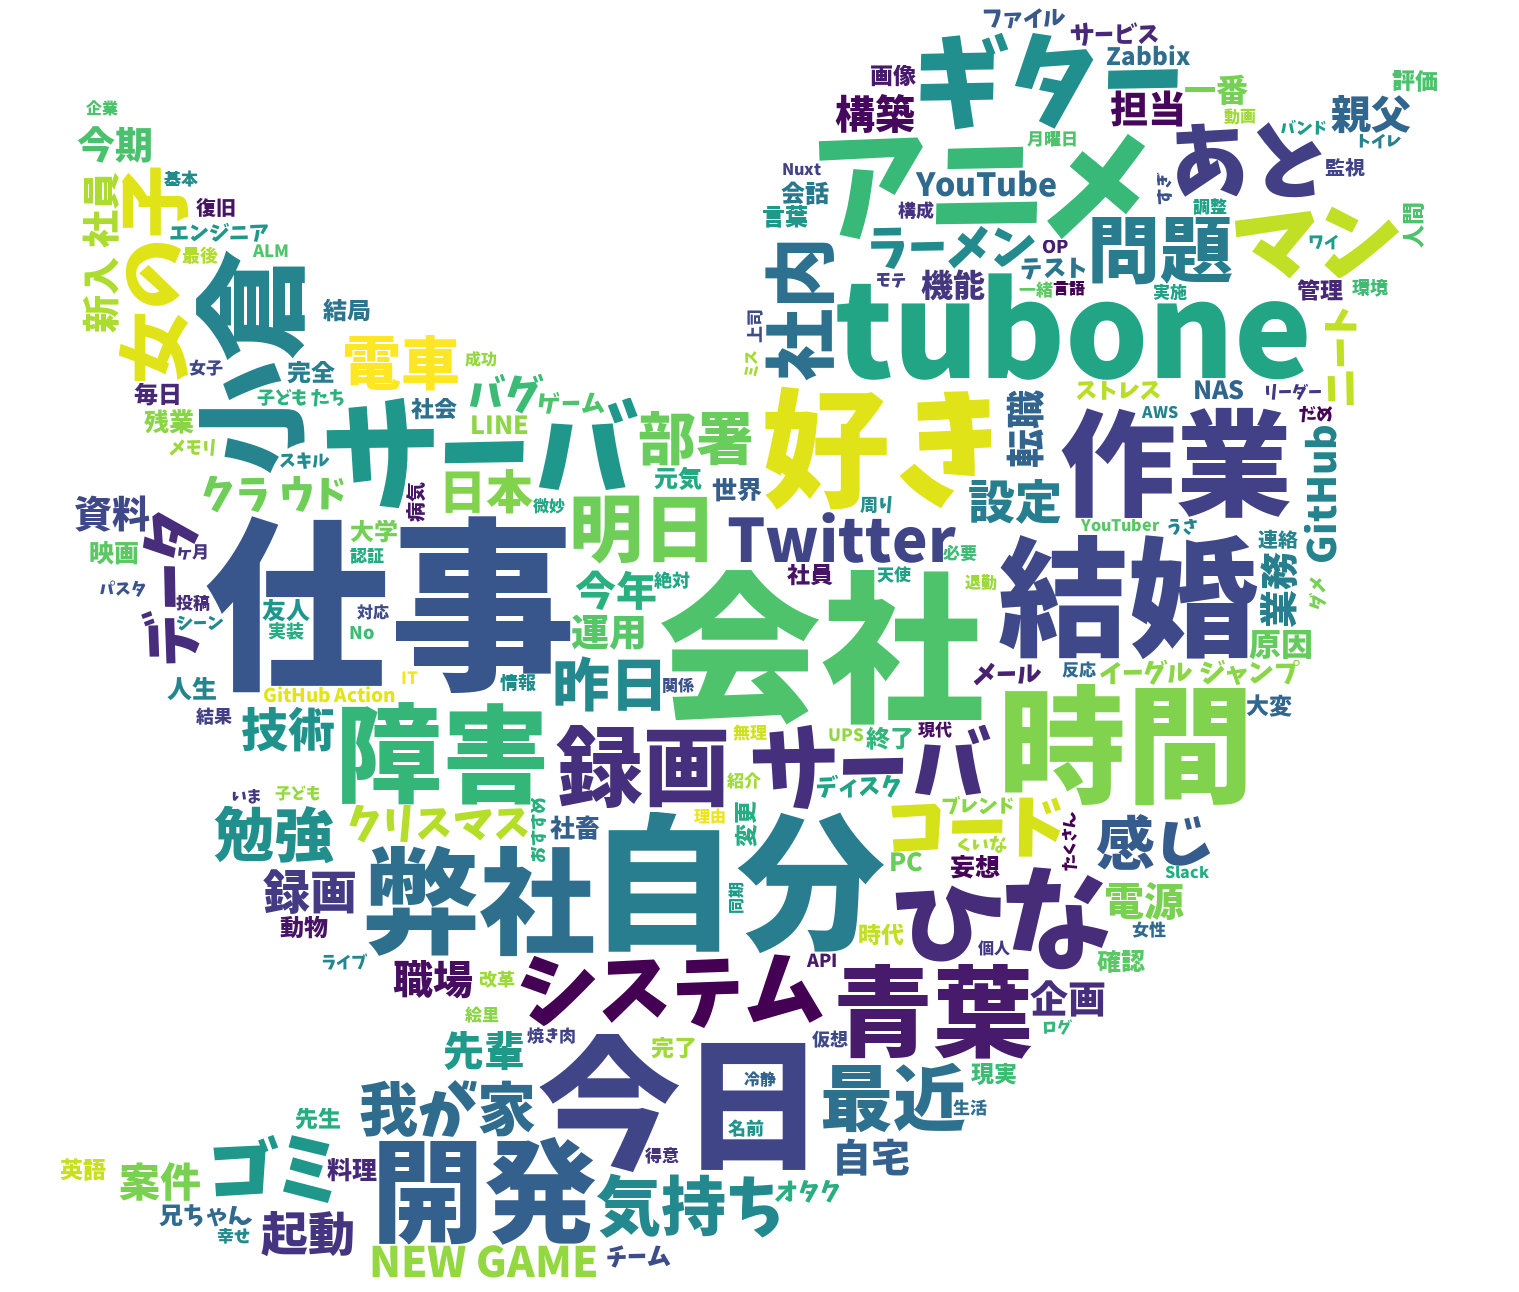 ファイル
サービス
ギター
Zabbix
画像
評価
一番
担当
構築
親父
企業
動画
バンド
あと
月曜日
トイレ
今期
アニメ
監視
Nuxt
YouTube
基本
会話
すぎ
女の子
新入社員
復旧
構成
言葉
調整
マン
人間
エンジニア
ラーメン
OP
問題
ワイ
最後
ALM
社内
テスト
小倉
モテ
機能
一緒
言語
実施
管理
環境
結局
上司
tubone
ニート
電車
成功
ミス
女子
完全
毎日
子どもたち
バグ
ゲーム
好き
ストレス
NAS
リーダー
社会
転職
AWS
だめ
残業
サーバ
LINE
部署
作業
GitHub
メモリ
スキル
元気
クラウド
病気
日本
微妙
世界
周り
設定
資料
データ
明日
Twitter
YouTuber
うさ
大学
必要
連絡
映画
ヶ月
認証
仕事
結婚
パスタ
今年
絶対
社員
天使
退勤
業務
ダメ
投稿
友人
対応
会社
シーン
実装
No
運用
原因
昨日
メール
反応
イーグルジャンプ
人生
GitHub Action
IT
情報
関係
時間
大変
結果
技術
障害
録画
無理
サーバ
UPS
終了
現代
紹介
ディスク
いま
子ども
クリスマス
おすすめ
理由
変更
コード
ブレンド
たくさん
感じ
勉強
社畜
自分
くいな
PC
妄想
Slack
弊社
録画
同期
ひな
電源
動物
時代
女性
個人
ライブ
職場
改革
システム
API
確認
青葉
企画
絵里
ログ
先輩
焼き肉
今日
完了
仮想
冷静
最近
現実
我が家
生活
先生
名前
ゴミ
自宅
英語
案件
料理
開発
得意
気持ち
オタク
兄ちゃん
幸せ
起動
NEW GAME
チーム